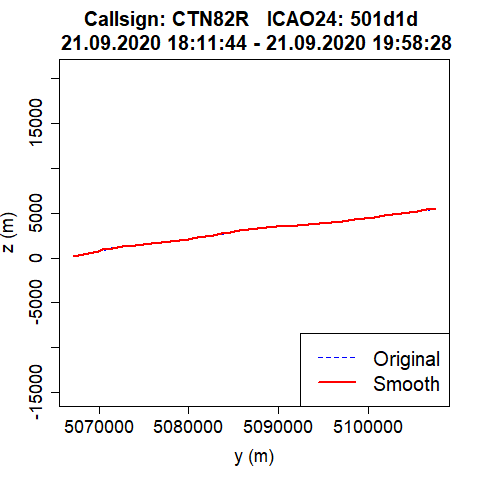 Callsign: CTN82R   ICAO24: 501d1d
21.09.2020 18:11:44 - 21.09.2020 19:58:28
z (m)
15000
5000
0
-5000
-15000
Original
Smooth
5070000 5080000 5090000 5100000
y (m)